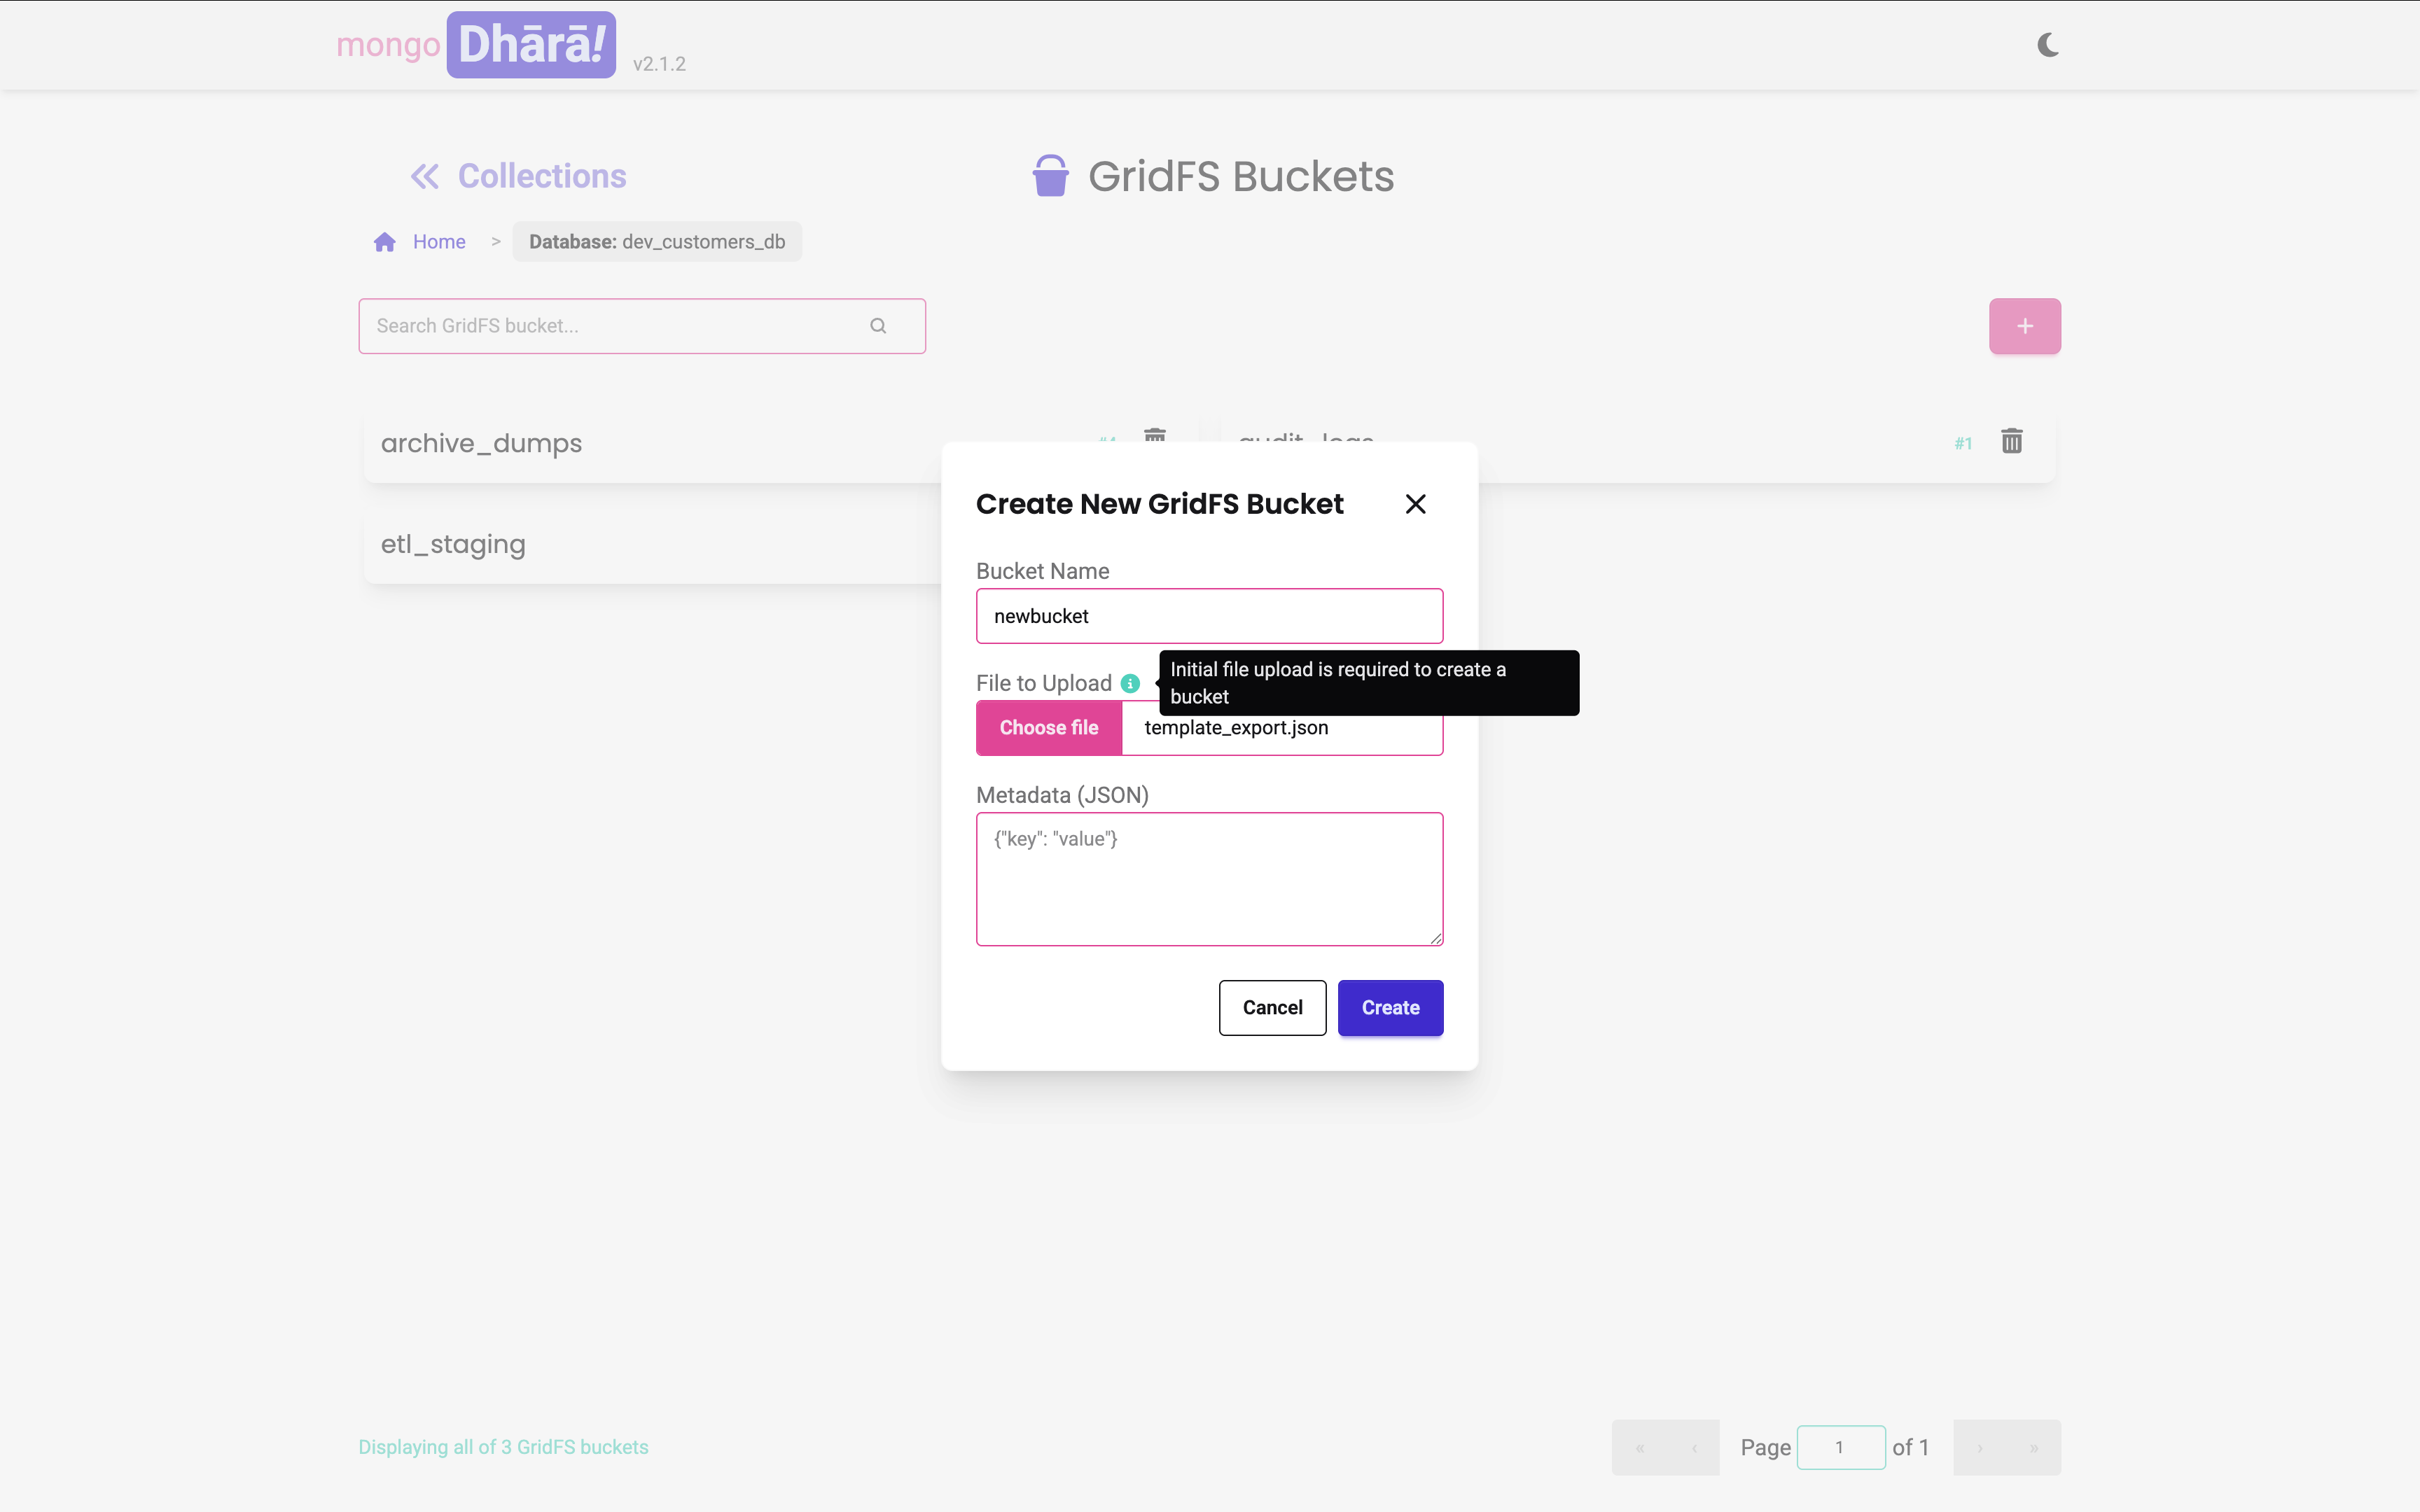 mongo Dhārā! v2.1.2
Collections
GridFS Buckets
Home > Database: dev_customers_db
Search GridFS bucket...
+
archive_dumps
#4
audit_logs
#1
etl_staging
Create New GridFS Bucket
Bucket Name
newbucket
File to Upload
Initial file upload is required to create a
bucket
Choose file template_export.json
Metadata (JSON)
{"key": "value"}
Cancel Create
Displaying all of 3 GridFS buckets
« ‹ Page 1 of 1 › »